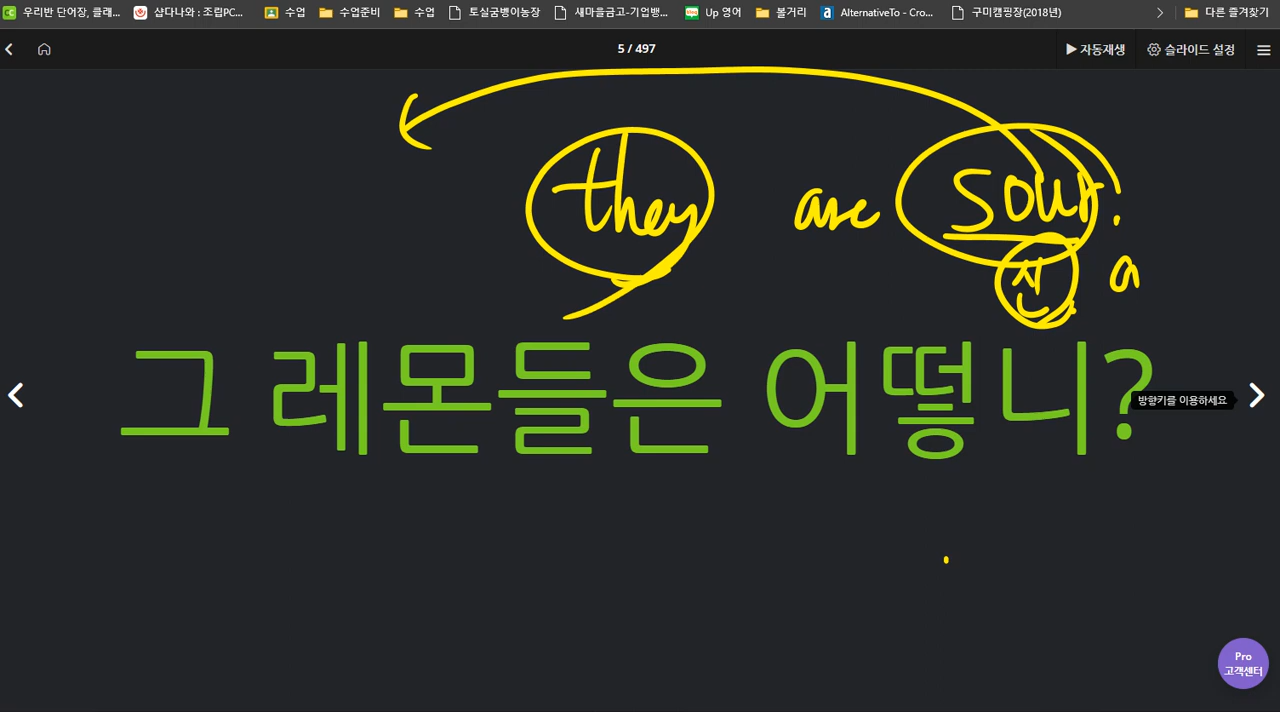 우리반 단어장, 클래... 샵다나와 : 조립PC... 수업 수업준비 수업 토실굼뱅이농장 새마을금고-기업뱅... Up 영어 볼거리 AlternativeTo - Cro... 구미캠핑장(2018년) 다른 즐겨찾기
5 / 497 ▶ 자동재생 슬라이드 설정
they are sour.
신
그 레몬들은 어떻니?
방향키를 이용하세요
Pro
고객센터